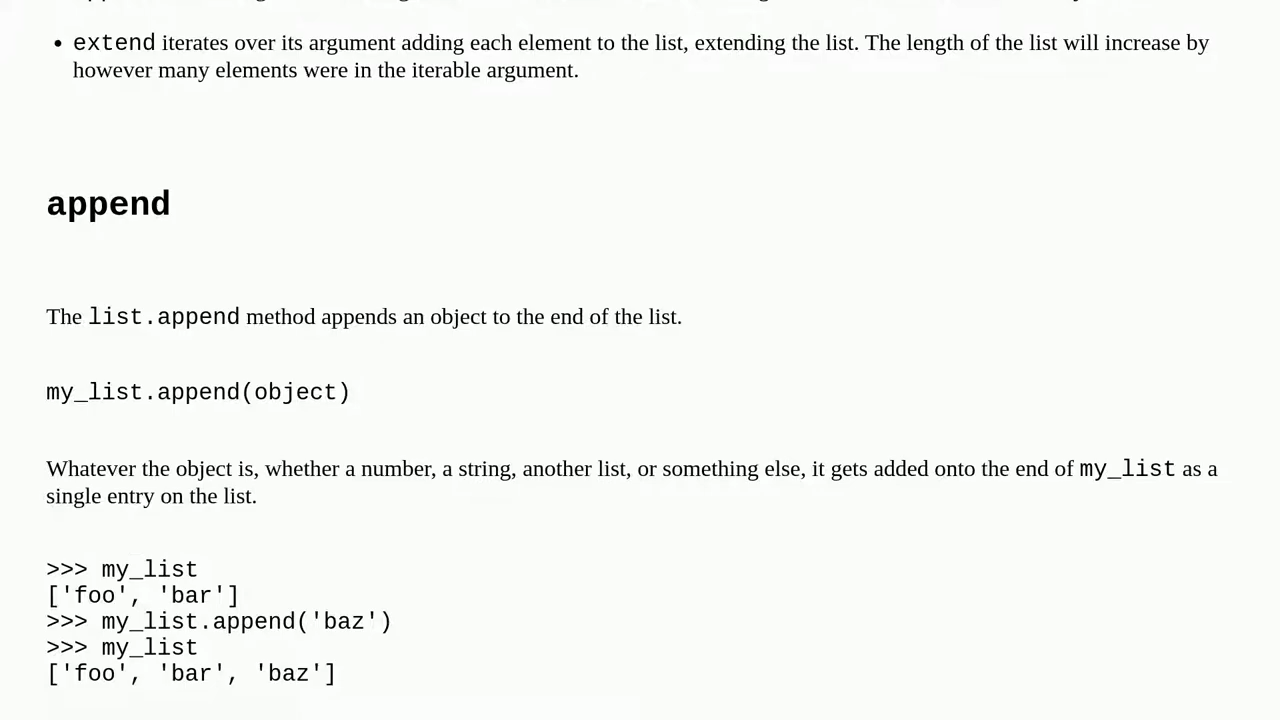 extend iterates over its argument adding each element to the list, extending the list. The length of the list will increase by
however many elements were in the iterable argument.
append
The list.append method appends an object to the end of the list.
my_list.append(object)
Whatever the object is, whether a number, a string, another list, or something else, it gets added onto the end of my_list as a
single entry on the list.
>>> my_list
['foo', 'bar']
>>> my_list.append('baz')
>>> my_list
['foo', 'bar', 'baz']